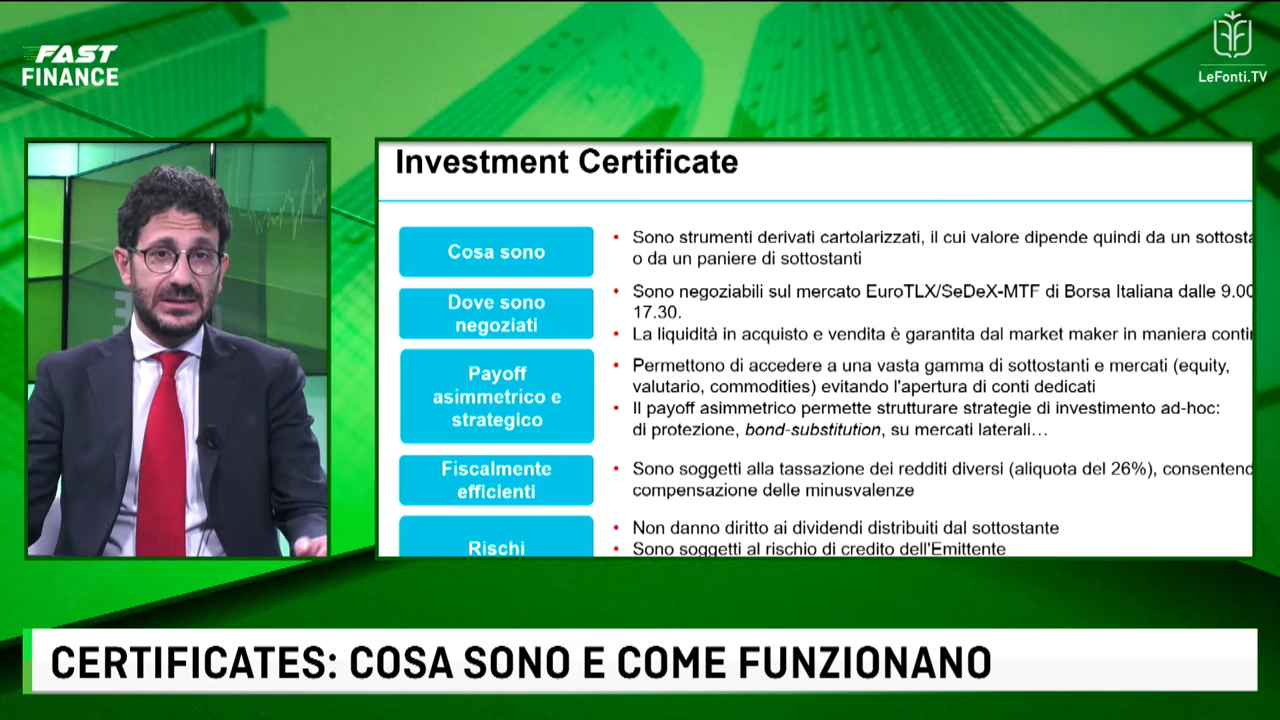 FAST
FINANCE
LeFonti.TV
Investment Certificate
Cosa sono
• Sono strumenti derivati cartolarizzati, il cui valore dipende quindi da un sottosta
o da un paniere di sottostanti
Dove sono
negoziati
• Sono negoziabili sul mercato EuroTLX/SeDeX-MTF di Borsa Italiana dalle 9.00
17.30.
• La liquidità in acquisto e vendita è garantita dal market maker in maniera conti
Payoff
asimmetrico e
strategico
• Permettono di accedere a una vasta gamma di sottostanti e mercati (equity,
valutario, commodities) evitando l'apertura di conti dedicati
• Il payoff asimmetrico permette strutturare strategie di investimento ad-hoc:
di protezione, bond-substitution, su mercati laterali…
Fiscalmente
efficienti
• Sono soggetti alla tassazione dei redditi diversi (aliquota del 26%), consenten
compensazione delle minusvalenze
Rischi
• Non danno diritto ai dividendi distribuiti dal sottostante
• Sono soggetti al rischio di credito dell'Emittente
CERTIFICATES: COSA SONO E COME FUNZIONANO